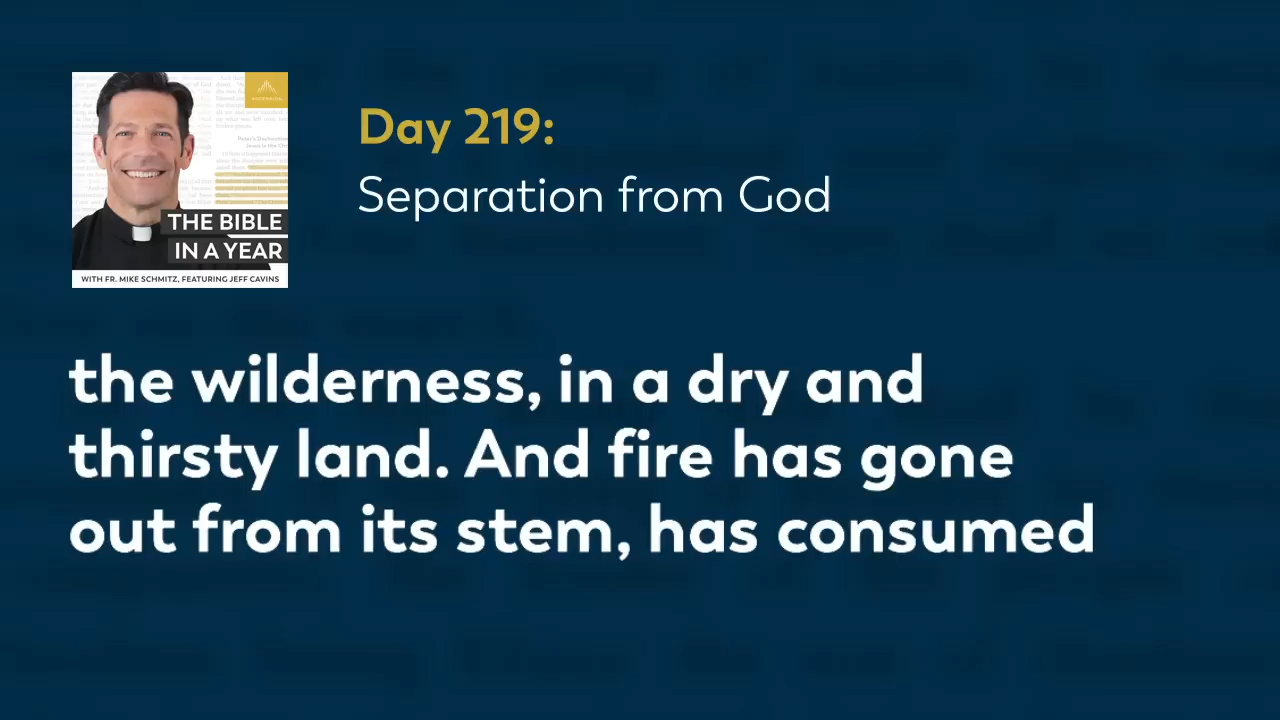 Day 219:
Separation from God
THE BIBLE
IN A YEAR
WITH FR. MIKE SCHMITZ, FEATURING JEFF CAVINS
the wilderness, in a dry and
thirsty land. And fire has gone
out from its stem, has consumed